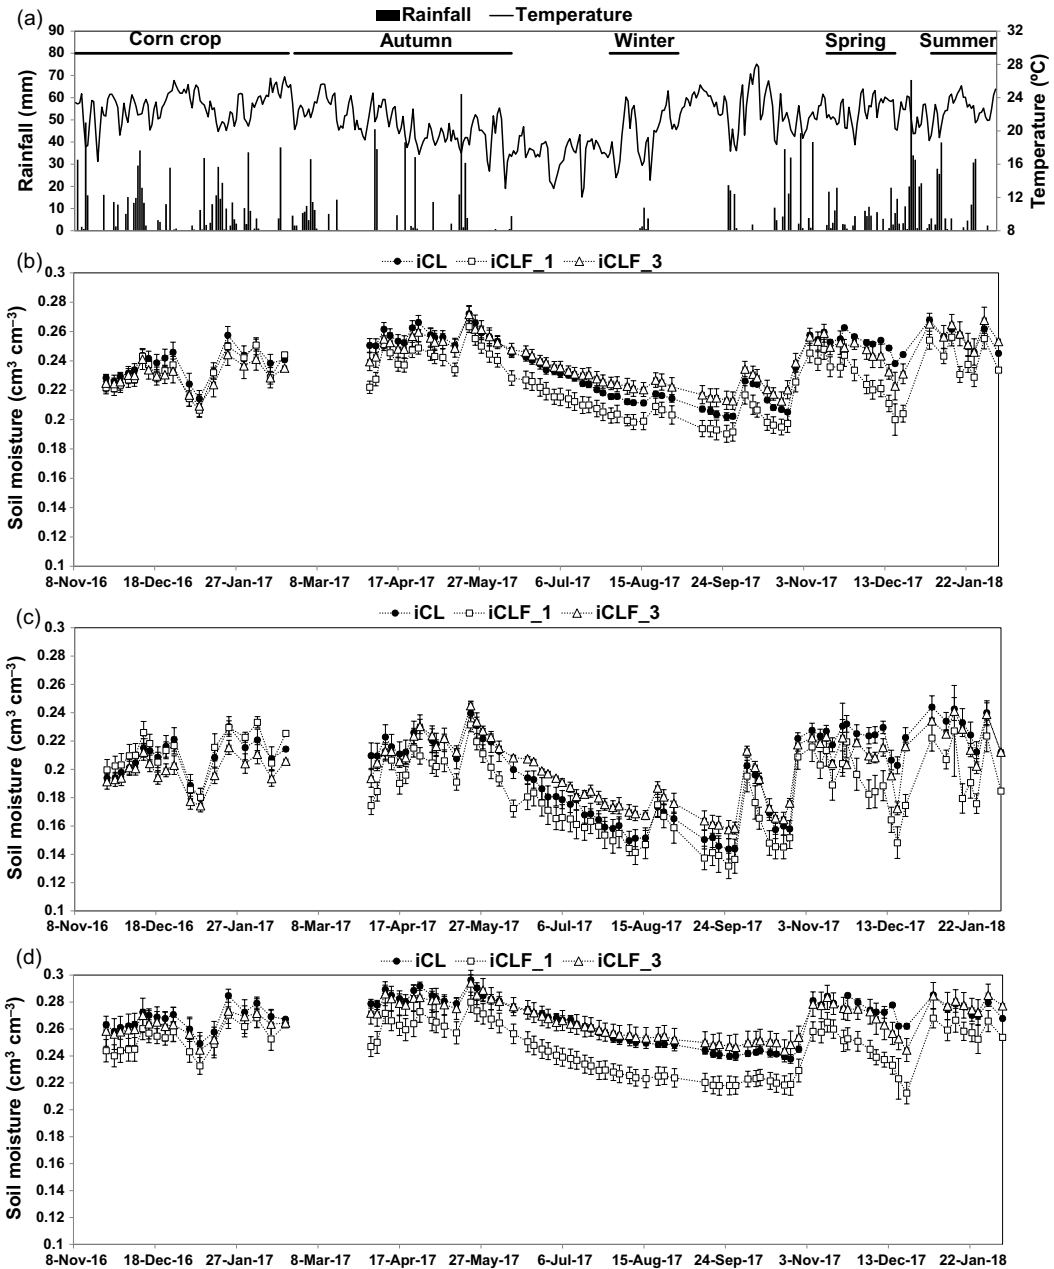 (a)
Rainfall Temperature
Corn crop Autumn Winter Spring Summer
Rainfall (mm)
90
80
70
60
50
40
30
20
10
0
Temperature (ºC)
32
28
24
20
16
12
8
(b)
iCL iCLF_1 iCLF_3
Soil moisture (cm³ cm⁻³)
0.3
0.28
0.26
0.24
0.22
0.2
0.18
0.16
0.14
0.12
0.1
8-Nov-16 18-Dec-16 27-Jan-17 8-Mar-17 17-Apr-17 27-May-17 6-Jul-17 15-Aug-17 24-Sep-17 3-Nov-17 13-Dec-17 22-Jan-18
(c)
iCL iCLF_1 iCLF_3
Soil moisture (cm³ cm⁻³)
0.3
0.28
0.26
0.24
0.22
0.2
0.18
0.16
0.14
0.12
0.1
8-Nov-16 18-Dec-16 27-Jan-17 8-Mar-17 17-Apr-17 27-May-17 6-Jul-17 15-Aug-17 24-Sep-17 3-Nov-17 13-Dec-17 22-Jan-18
(d)
iCL iCLF_1 iCLF_3
Soil moisture (cm³ cm⁻³)
0.3
0.28
0.26
0.24
0.22
0.2
0.18
0.16
0.14
0.12
0.1
8-Nov-16 18-Dec-16 27-Jan-17 8-Mar-17 17-Apr-17 27-May-17 6-Jul-17 15-Aug-17 24-Sep-17 3-Nov-17 13-Dec-17 22-Jan-18